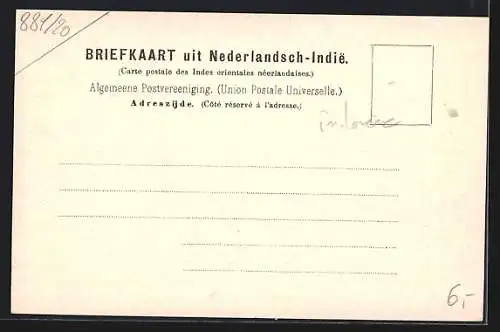 881/20
BRIEFKAART uit Nederlandsch-Indië.
(Carte postale des Indes orientales néerlandaises.)
Algemeene Postvereeniging. (Union Postale Universelle.)
Adreszijde. (Côté réservé à l'adresse.)
6,-